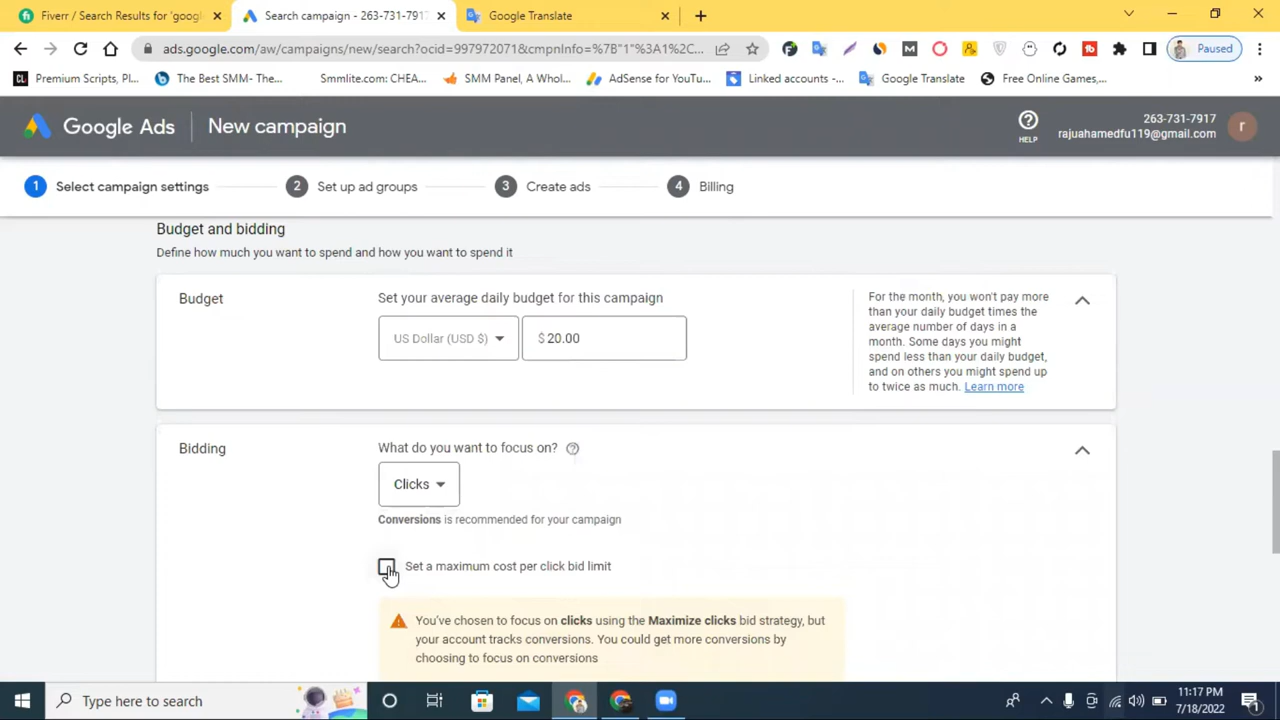 Fiverr / Search Results for 'googl
Search campaign - 263-731-7917
Google Translate
ads.google.com/aw/campaigns/new/search?ocid=997972071&cmpnInfo=%7B"1"%3A1%2C...
Paused
Premium Scripts, Pl...
The Best SMM- The...
Smmlite.com: CHEA...
SMM Panel, A Whol...
AdSense for YouTu...
Linked accounts -...
Google Translate
Free Online Games,...
Google Ads
New campaign
HELP
263-731-7917
rajuahamedfu119@gmail.com
r
1 Select campaign settings
2 Set up ad groups
3 Create ads
4 Billing
Budget and bidding
Define how much you want to spend and how you want to spend it
Budget
Set your average daily budget for this campaign
US Dollar (USD $)
$ 20.00
For the month, you won't pay more
than your daily budget times the
average number of days in a
month. Some days you might
spend less than your daily budget,
and on others you might spend up
to twice as much. Learn more
Bidding
What do you want to focus on?
Clicks
Conversions is recommended for your campaign
Set a maximum cost per click bid limit
You've chosen to focus on clicks using the Maximize clicks bid strategy, but
your account tracks conversions. You could get more conversions by
choosing to focus on conversions
Type here to search
11:17 PM
7/18/2022
1